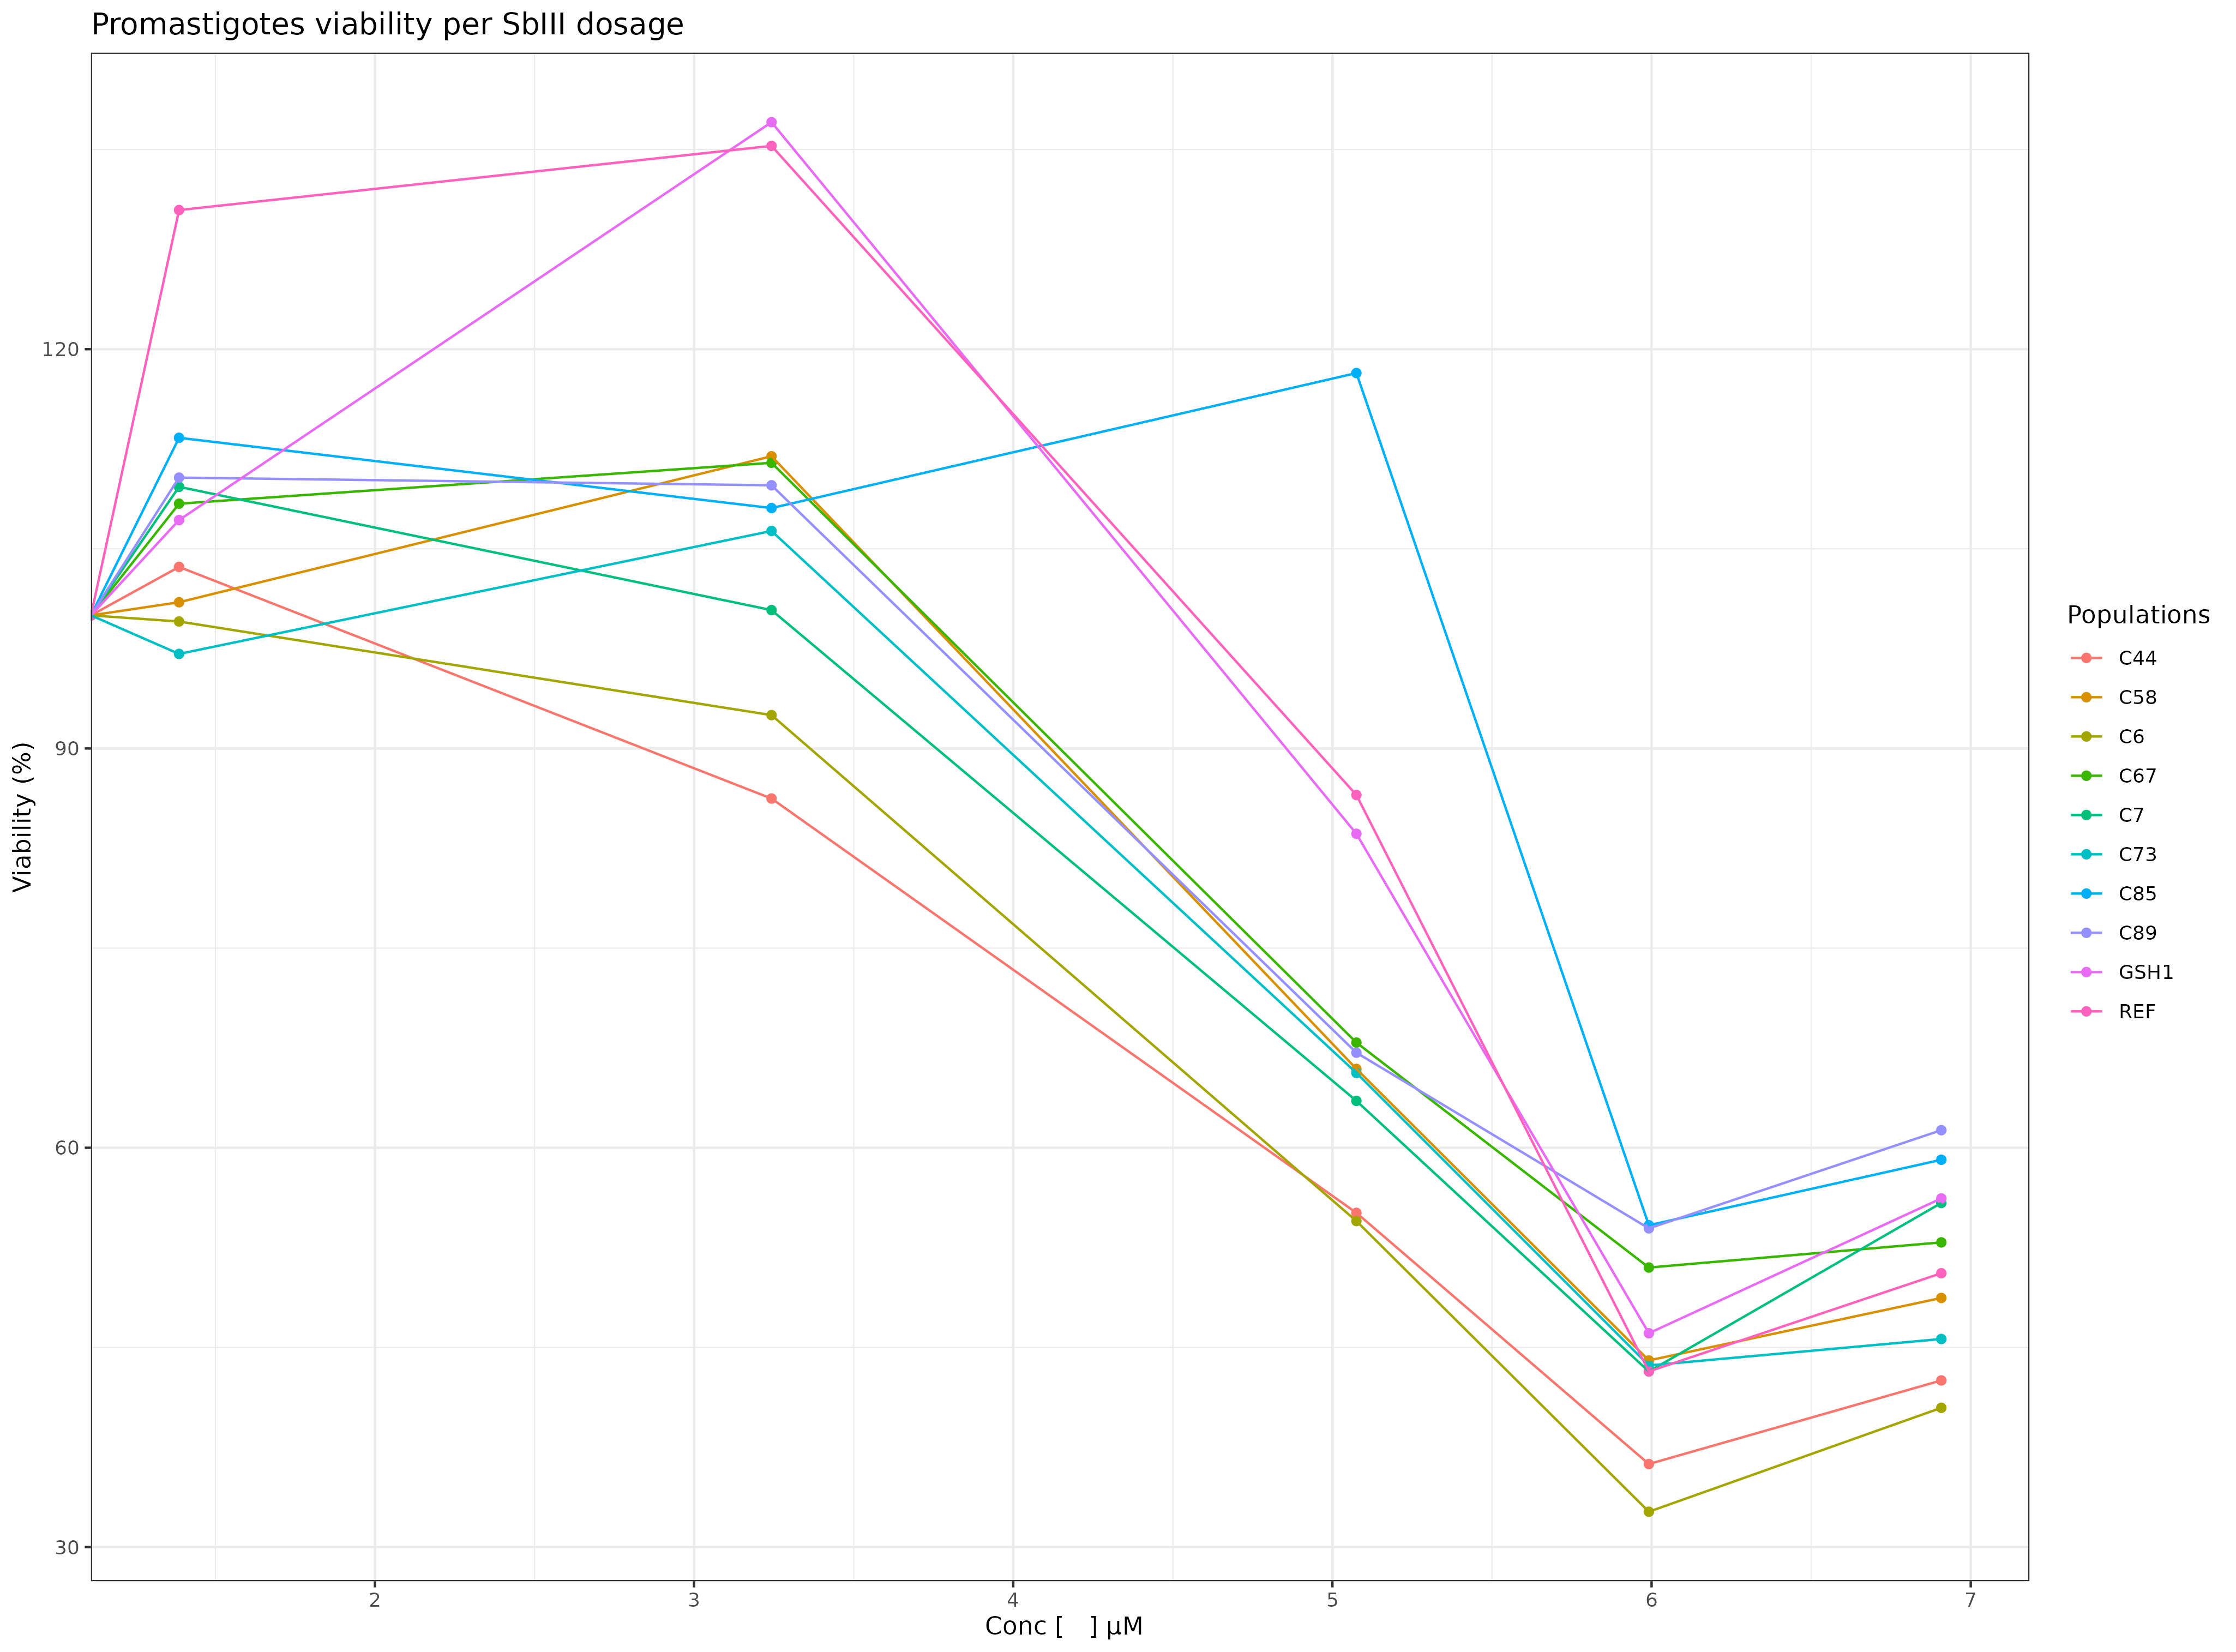 Promastigotes viability per SbIII dosage
120
90
60
30
Viability (%)
2 3 4 5 6 7
Conc [ ] µM
Populations
C44
C58
C6
C67
C7
C73
C85
C89
GSH1
REF